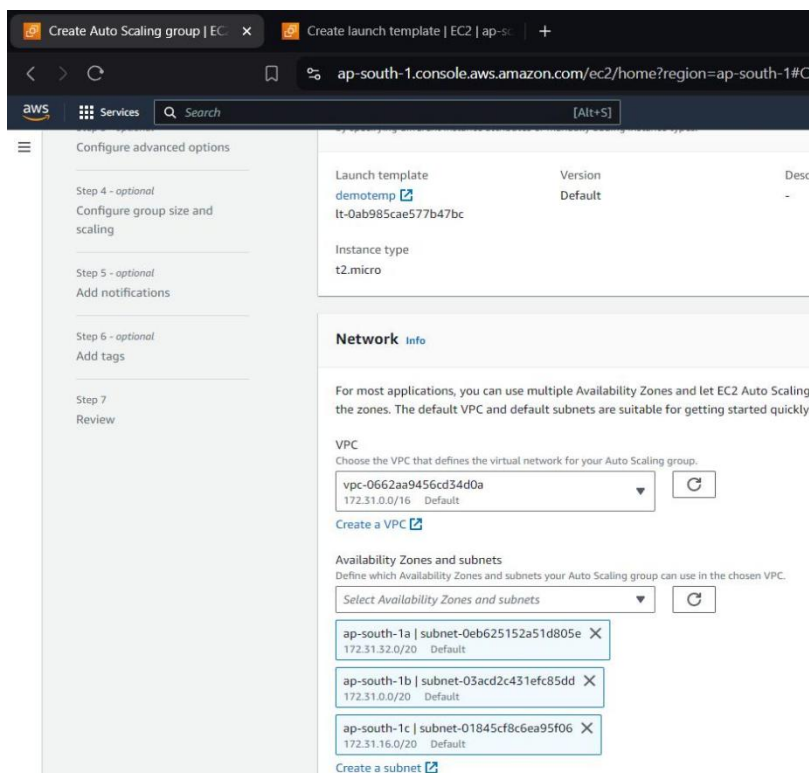 Create Auto Scaling group | EC
Create launch template | EC2 | ap-so
ap-south-1.console.aws.amazon.com/ec2/home?region=ap-south-1#C
aws
Services
Search
[Alt+S]
Configure advanced options
Step 4 - optional
Configure group size and
scaling
Step 5 - optional
Add notifications
Step 6 - optional
Add tags
Step 7
Review
Launch template
Version
Desc
demotemp
Default
-
lt-0ab985cae577b47bc
Instance type
t2.micro
Network Info
For most applications, you can use multiple Availability Zones and let EC2 Auto Scaling
the zones. The default VPC and default subnets are suitable for getting started quickly
VPC
Choose the VPC that defines the virtual network for your Auto Scaling group.
vpc-0662aa9456cd34d0a
172.31.0.0/16 Default
Create a VPC
Availability Zones and subnets
Define which Availability Zones and subnets your Auto Scaling group can use in the chosen VPC.
Select Availability Zones and subnets
ap-south-1a | subnet-0eb625152a51d805e
172.31.32.0/20 Default
ap-south-1b | subnet-03acd2c431efc85dd
172.31.0.0/20 Default
ap-south-1c | subnet-01845cf8c6ea95f06
172.31.16.0/20 Default
Create a subnet